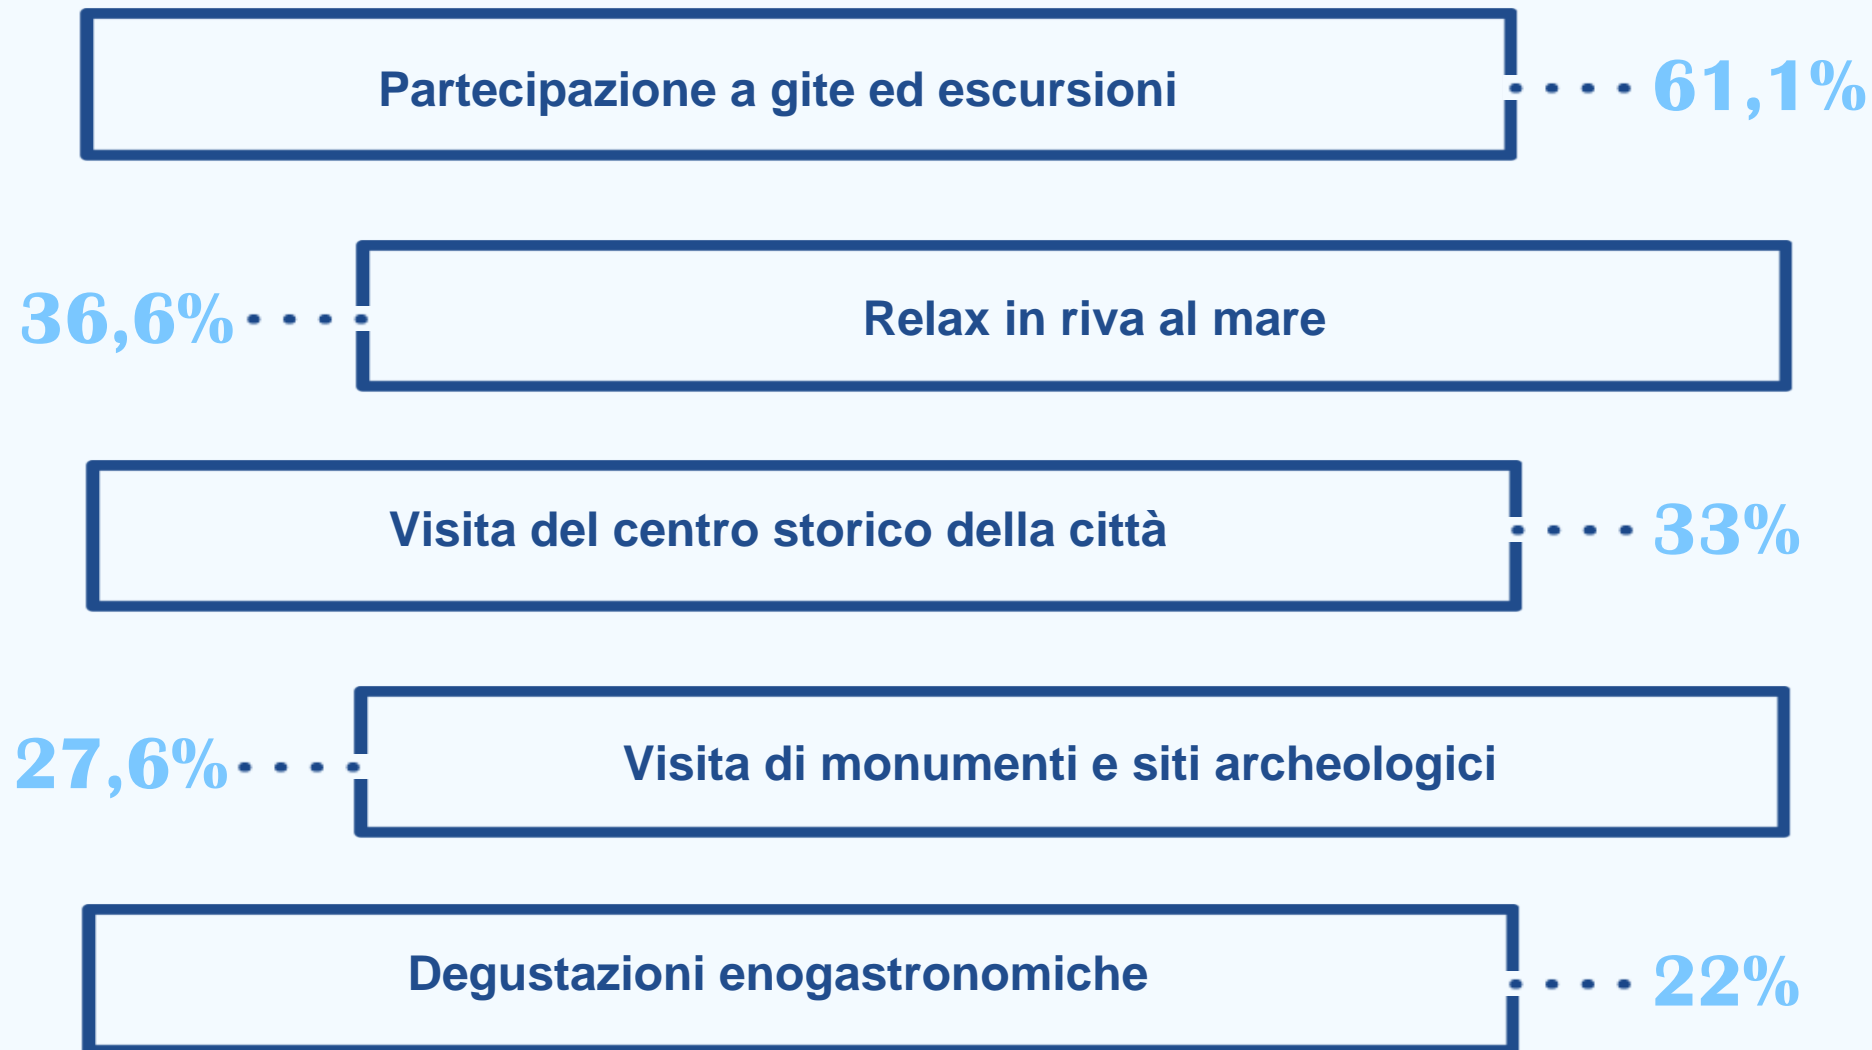 Partecipazione a gite ed escursioni
61,1%
36,6%
Relax in riva al mare
Visita del centro storico della città
33%
27,6%
Visita di monumenti e siti archeologici
Degustazioni enogastronomiche
22%